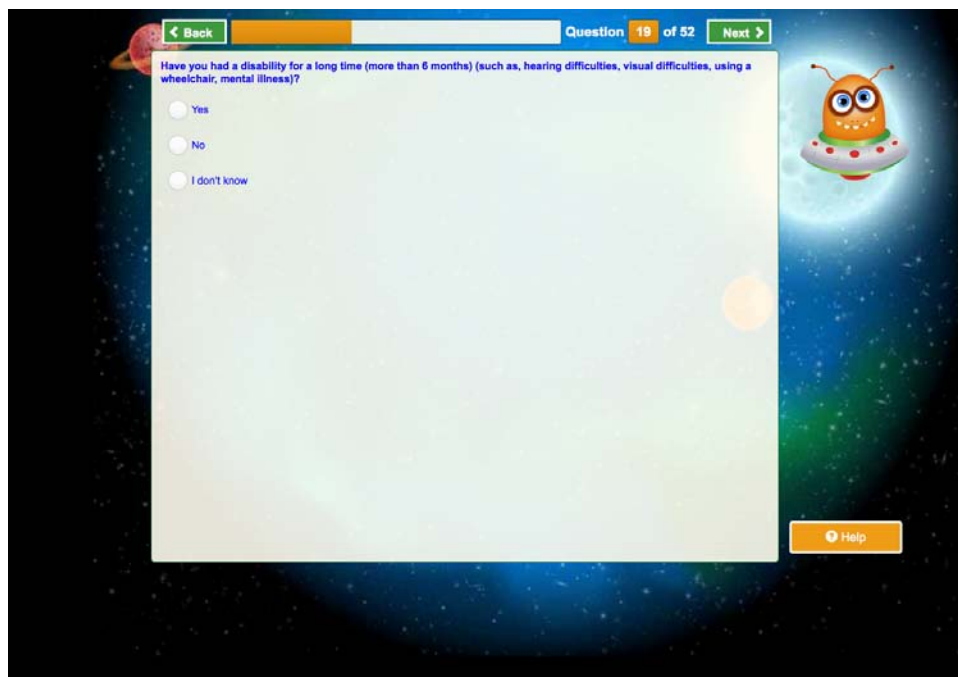 Back
Question 19 of 52
Next
Have you had a disability for a long time (more than 6 months) (such as, hearing difficulties, visual difficulties, using a
wheelchair, mental illness)?
Yes
No
I don't know
Help